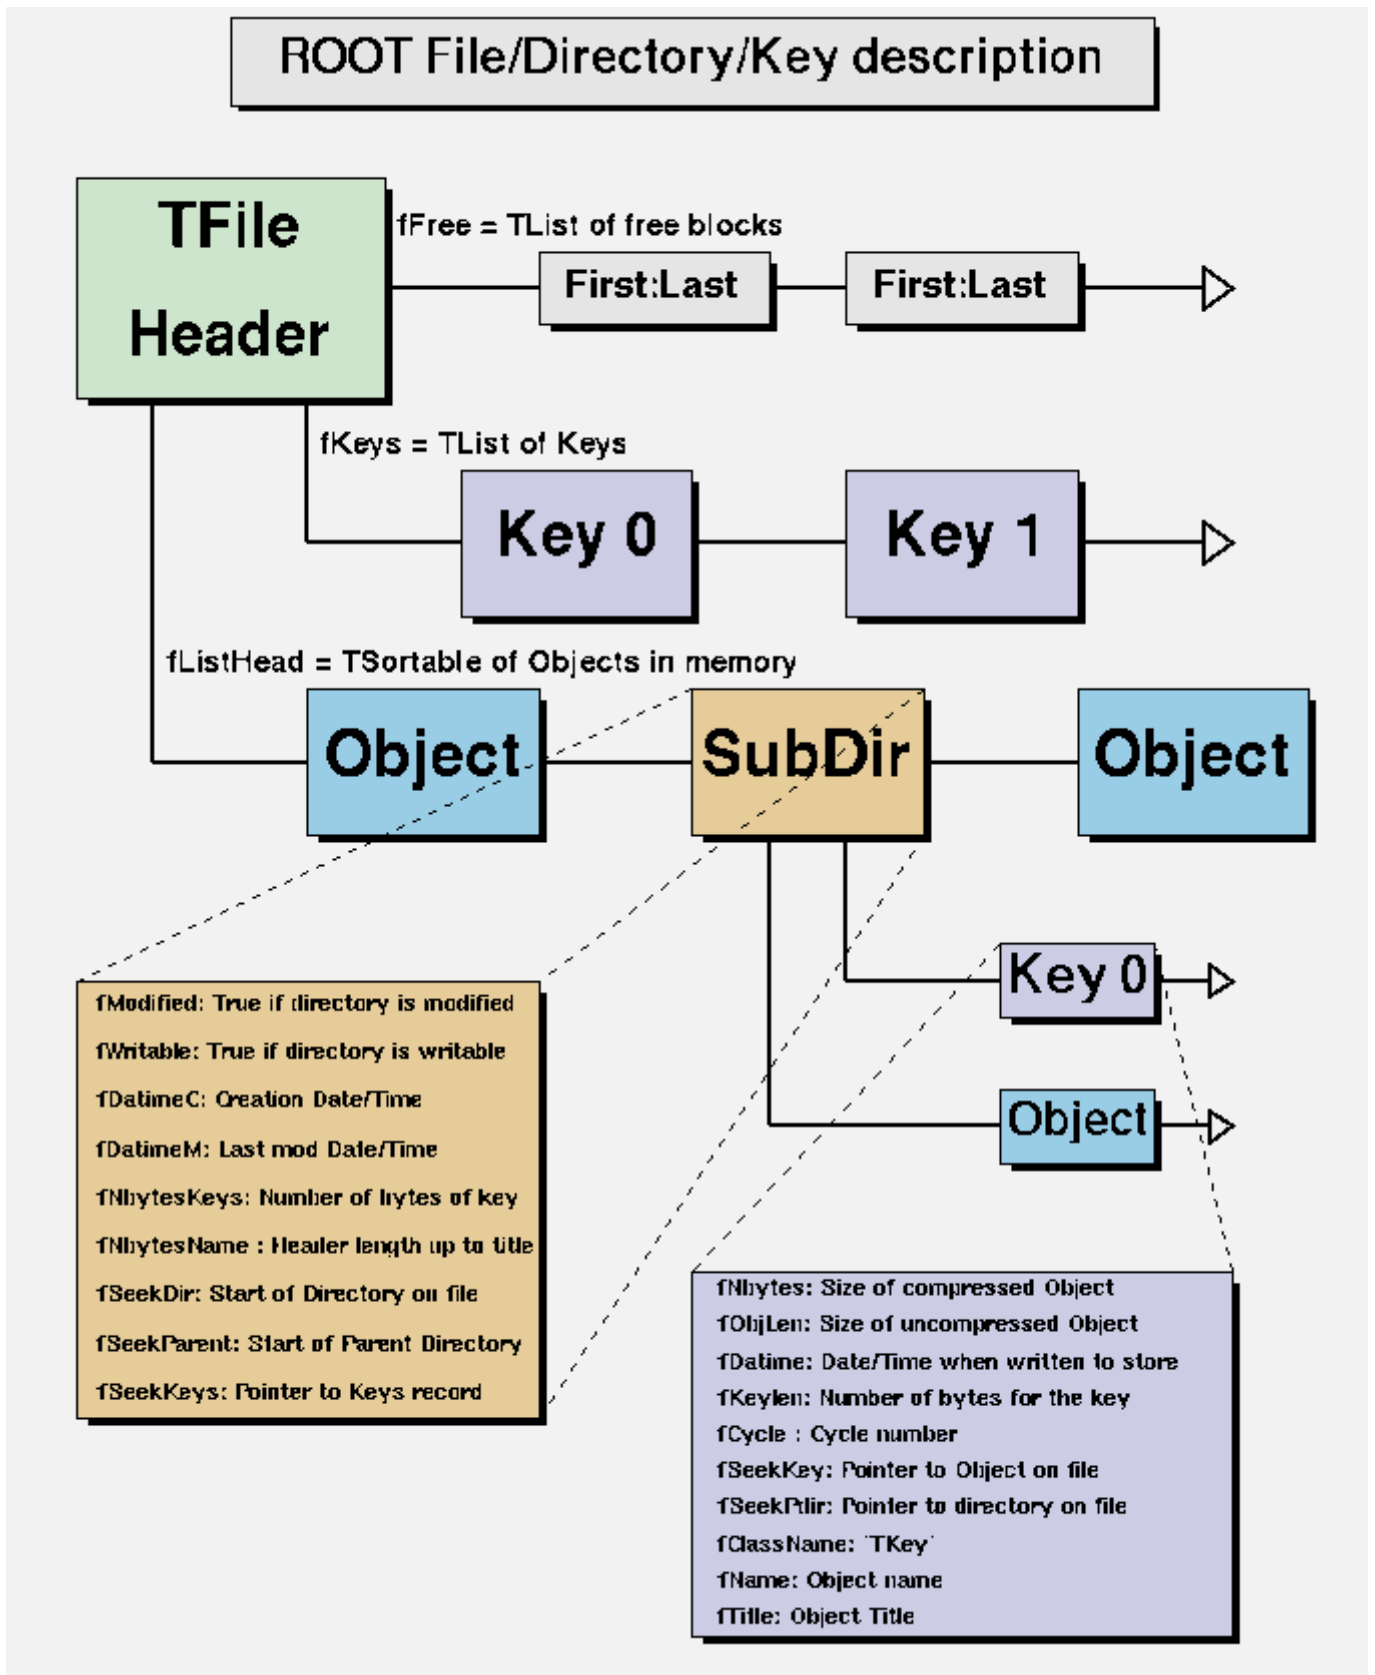 ROOT File/Directory/Key description
TFile
Header
fFree = TList of free blocks
First:Last
First:Last
fKeys = TList of Keys
Key 0
Key 1
fListHead = TSortable of Objects in memory
Object
SubDir
Object
Key 0
Object
fModified: True if directory is modified
fWritable: True if directory is writable
fDatimeC: Creation Date/Time
fDatimeM: Last mod Date/Time
fNbytesKeys: Number of bytes of key
fNbytesName : Header length up to title
fSeekDir: Start of Directory on file
fSeekParent: Start of Parent Directory
fSeekKeys: Pointer to Keys record
fNbytes: Size of compressed Object
fObjLen: Size of uncompressed Object
fDatime: Date/Time when written to store
fKeylen: Number of bytes for the key
fCycle : Cycle number
fSeekKey: Pointer to Object on file
fSeekPdir: Pointer to directory on file
fClassName: 'TKey'
fName: Object name
fTitle: Object Title